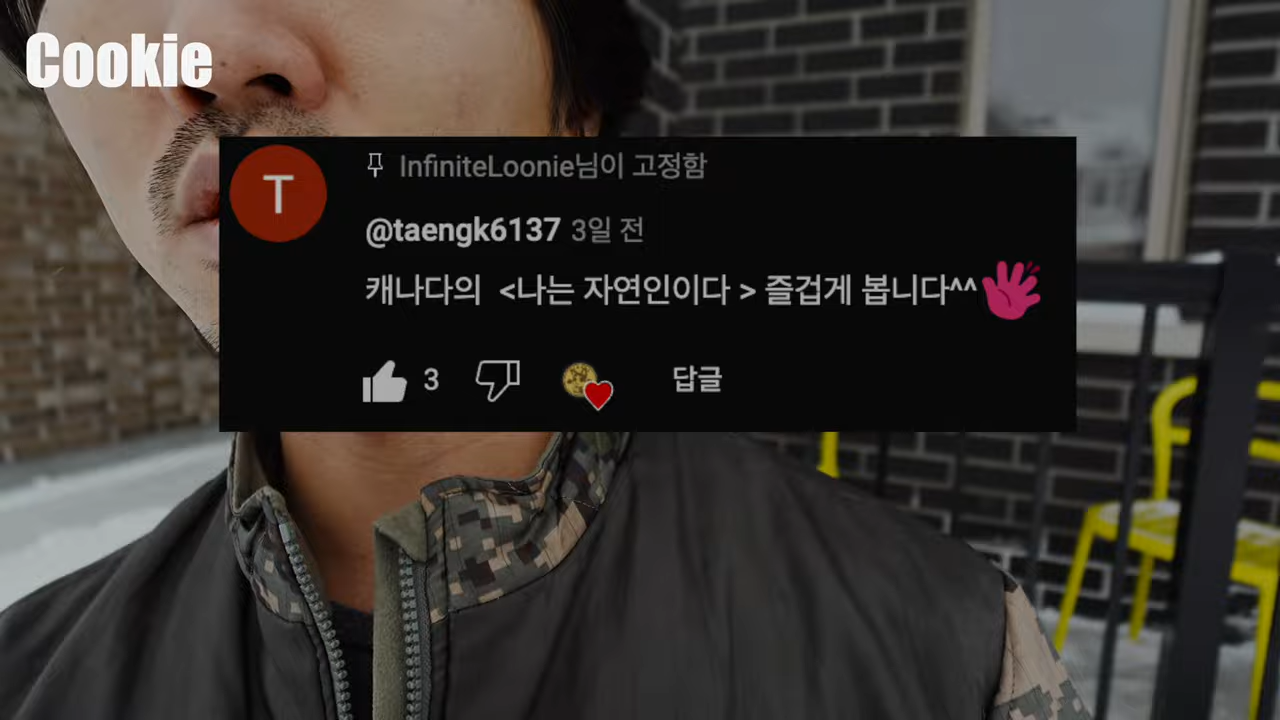 Cookie
T
InfiniteLoonie님이 고정함
@taengk6137 3일 전
캐나다의 <나는 자연인이다 > 즐겁게 봅니다^^
3
답글